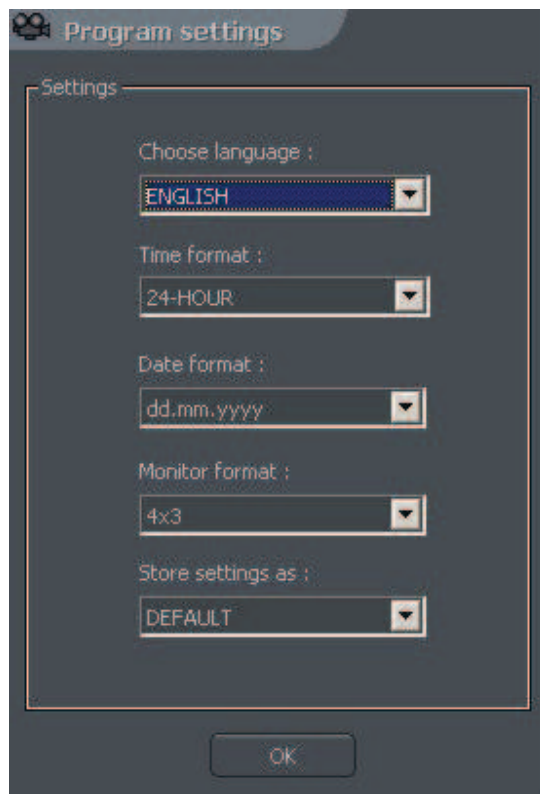 Program settings
Settings
Choose language :
ENGLISH
Time format :
24-HOUR
Date format :
dd.mm.yyyy
Monitor format :
4x3
Store settings as :
DEFAULT
OK